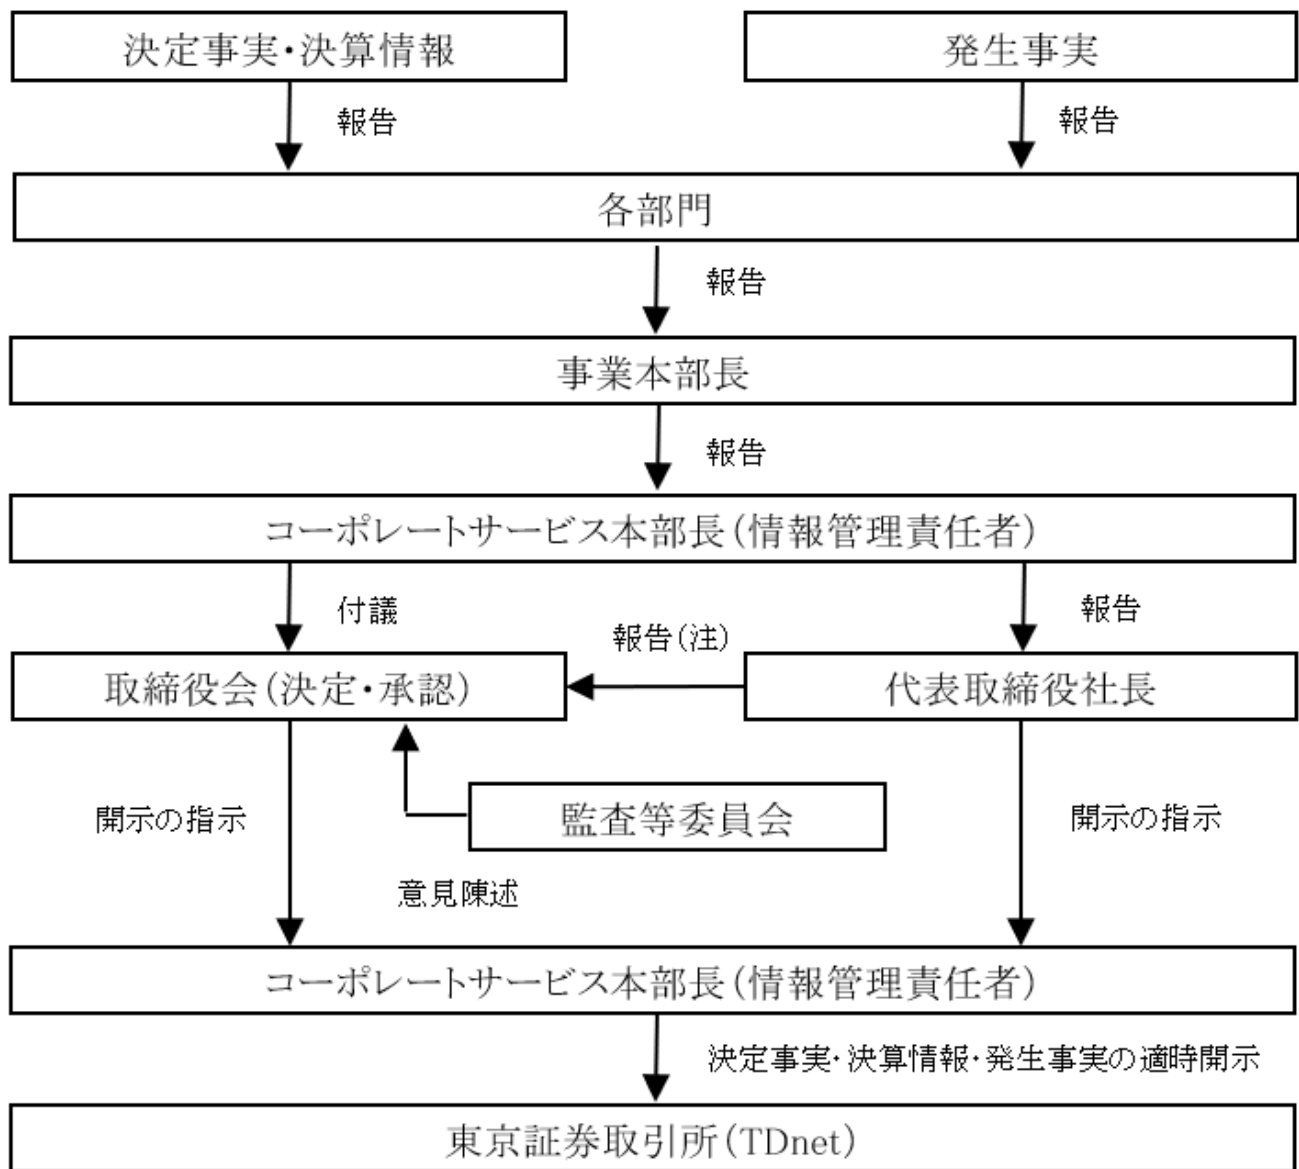 決定事実・決算情報
発生事実
報告
報告
各部門
報告
事業本部長
報告
コーポレートサービス本部長(情報管理責任者)
付議
報告
報告(注)
取締役会(決定・承認)
代表取締役社長
開示の指示
監査等委員会
開示の指示
意見陳述
コーポレートサービス本部長(情報管理責任者)
決定事実・決算情報・発生事実の適時開示
東京証券取引所(TDnet)